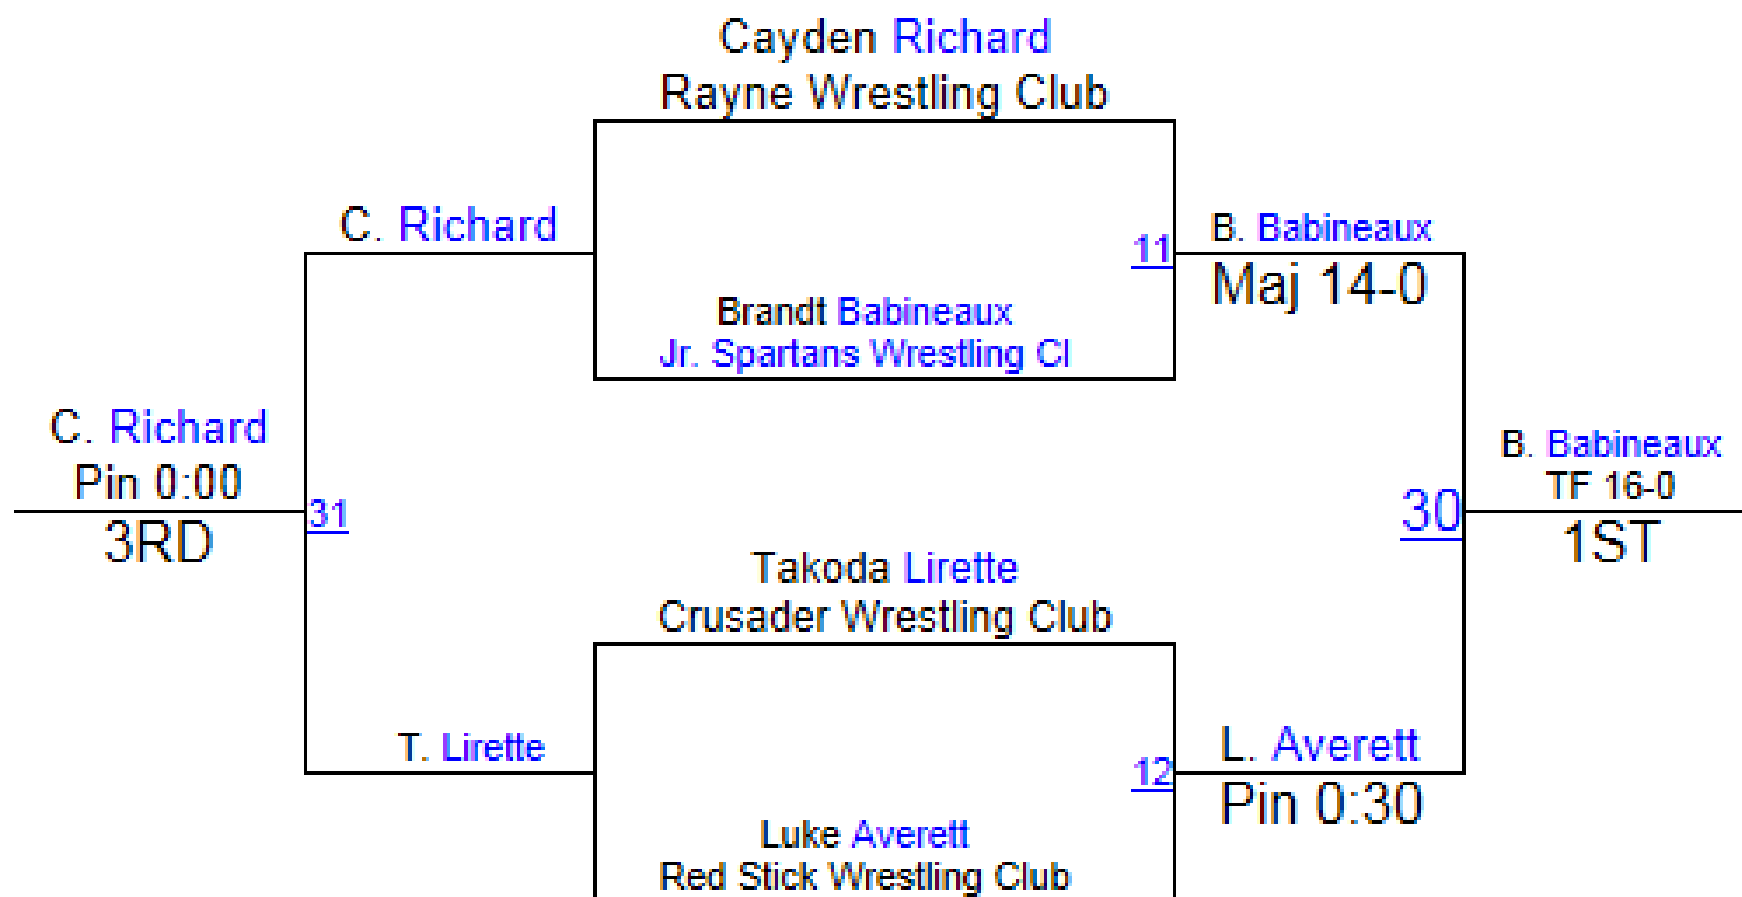 Cayden Richard
Rayne Wrestling Club
C. Richard
11
B. Babineaux
Maj 14-0
Brandt Babineaux
Jr. Spartans Wrestling Cl
C. Richard
Pin 0:00
3RD
31
30
B. Babineaux
TF 16-0
1ST
Takoda Lirette
Crusader Wrestling Club
T. Lirette
12
L. Averett
Pin 0:30
Luke Averett
Red Stick Wrestling Club